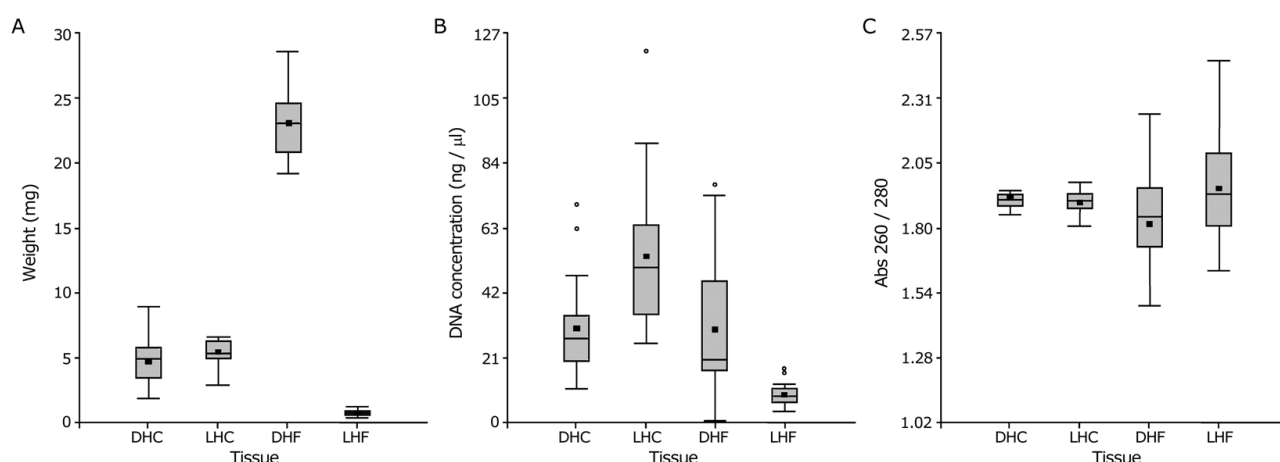 A
Weight (mg)
30
25
20
15
10
5
0
DHC LHC DHF LHF
Tissue
B
DNA concentration (ng / µl)
127
105
84
63
42
21
0
DHC LHC DHF LHF
Tissue
C
Abs 260 / 280
2.57
2.31
2.05
1.80
1.54
1.28
1.02
DHC LHC DHF LHF
Tissue